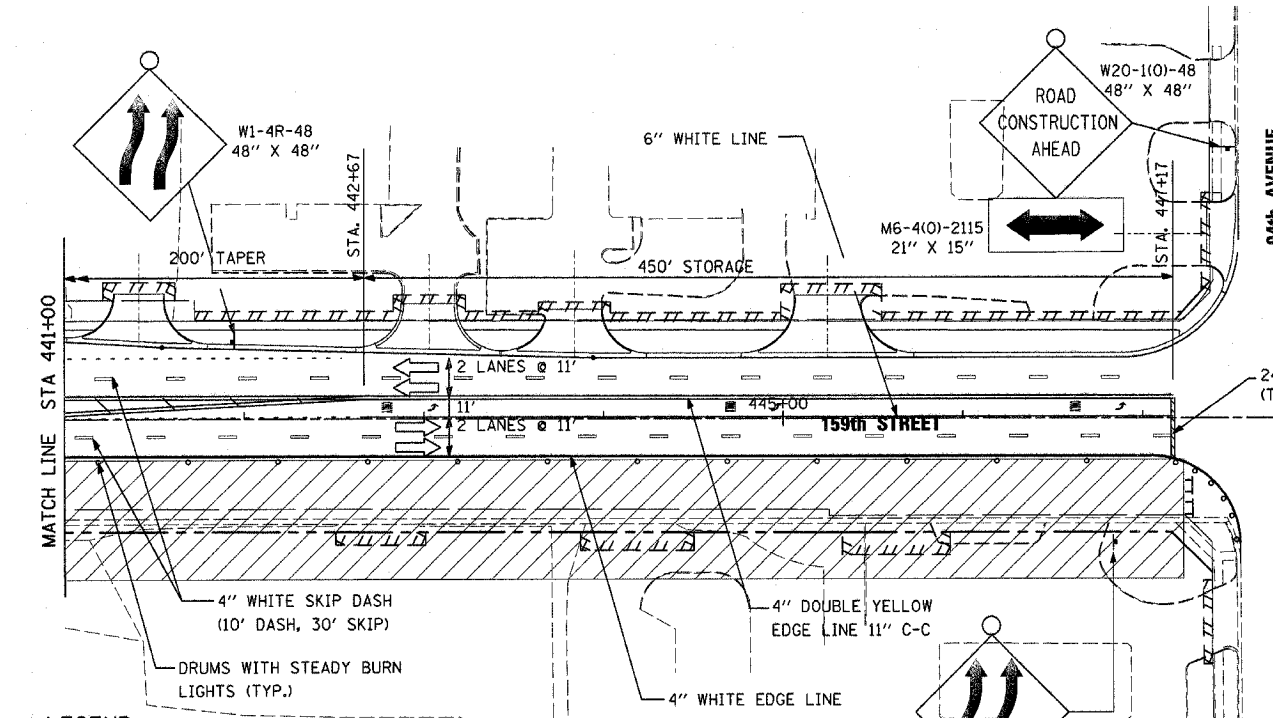 W1-4R-48
48" X 48"
STA. 442+67
200' TAPER
6" WHITE LINE
450' STORAGE
ROAD
CONSTRUCTION
AHEAD
W20-1(O)-48
48" X 48"
M6-4(O)-2115
21" X 15"
STA. 447+17
AVENUE
MATCH LINE STA 441+00
2 LANES @ 11'
11'
445+00
2 LANES @ 11'
159th STREET
4" WHITE SKIP DASH
(10' DASH, 30' SKIP)
DRUMS WITH STEADY BURN
LIGHTS (TYP.)
4" DOUBLE YELLOW
EDGE LINE 11" C-C
4" WHITE EDGE LINE